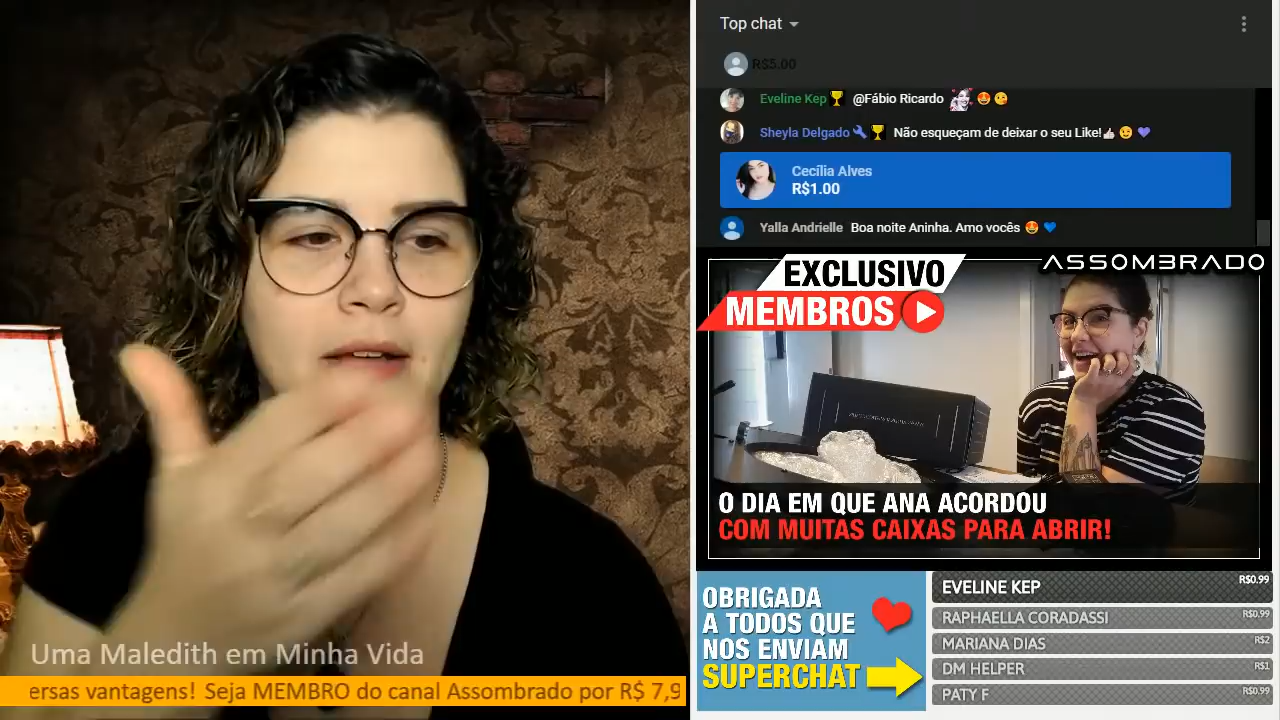 Top chat
R$5.00
Eveline Kep @Fábio Ricardo
Sheyla Delgado Não esqueçam de deixar o seu Like!
Cecília Alves
R$1.00
Yalla Andrielle Boa noite Aninha. Amo vocês
EXCLUSIVO
MEMBROS
ASSOMBRADO
O DIA EM QUE ANA ACORDOU
COM MUITAS CAIXAS PARA ABRIR!
OBRIGADA
A TODOS QUE
NOS ENVIAM
SUPERCHAT
EVELINE KEP R$0.99
RAPHAELLA CORADASSI R$0.99
MARIANA DIAS R$2
DM HELPER R$1
PATY F R$0.99
Uma Maledith em Minha Vida
ersas vantagens! Seja MEMBRO do canal Assombrado por R$ 7,9